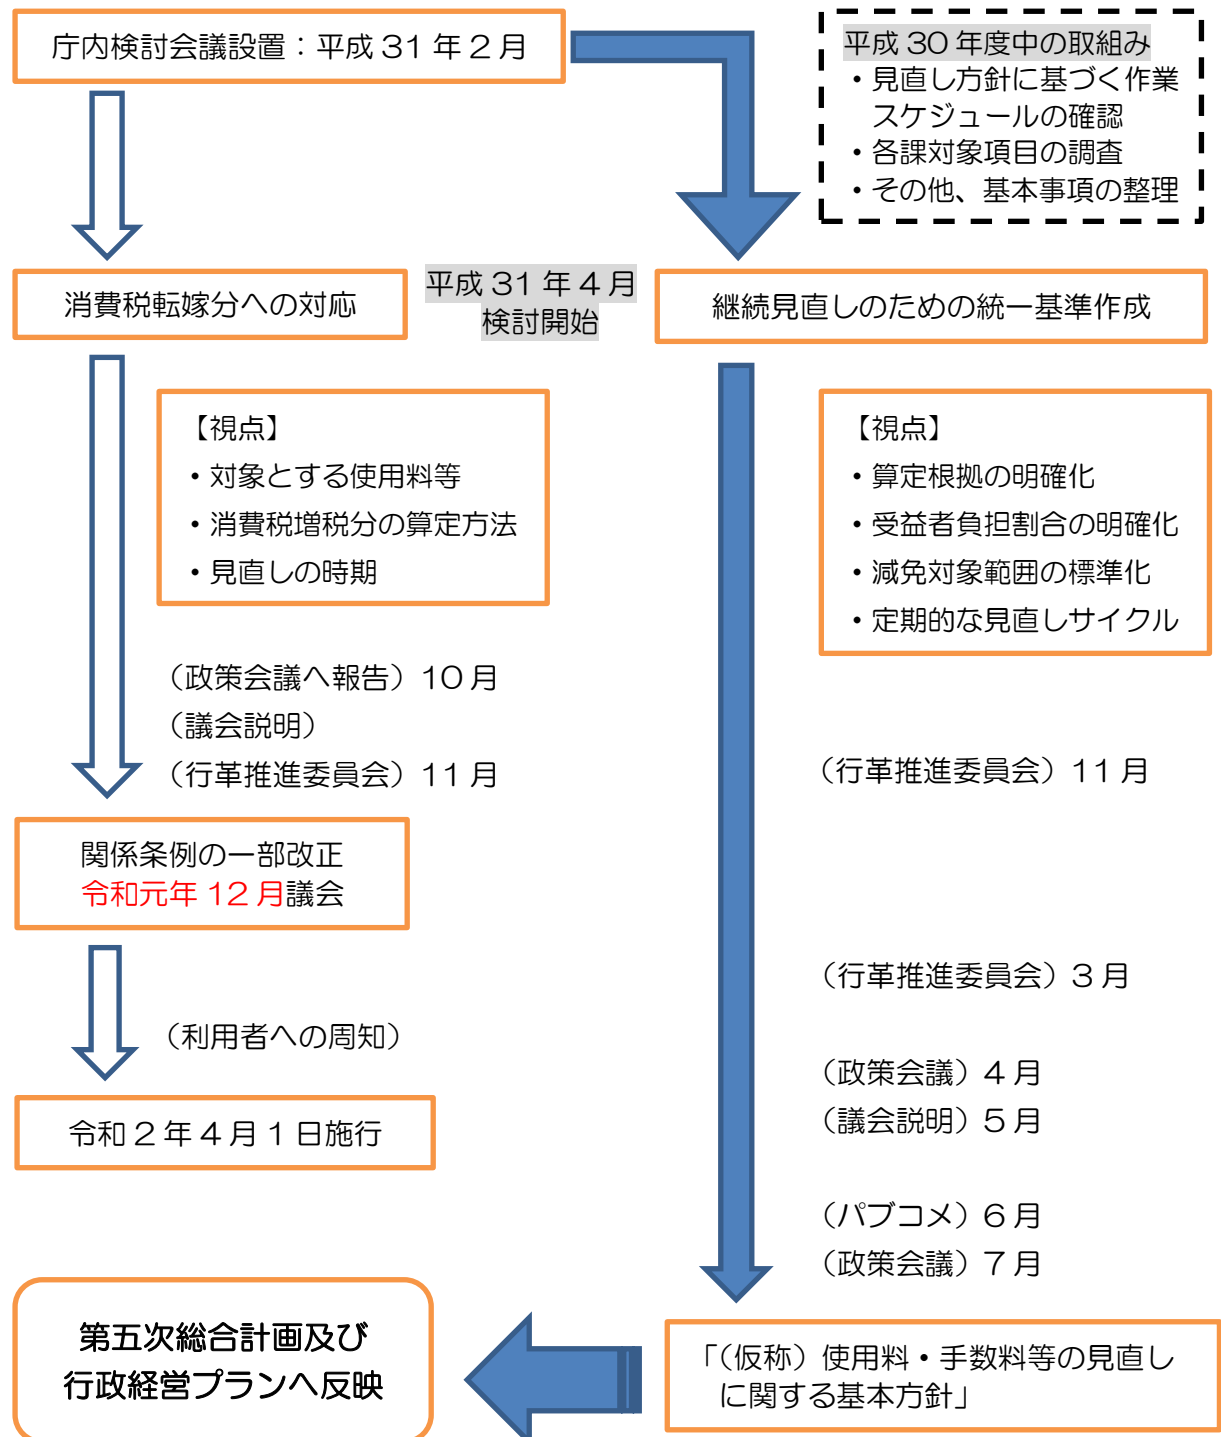 庁内検討会議設置：平成 31 年 2 月
平成 30 年度中の取組み
・見直し方針に基づく作業
スケジュールの確認
・各課対象項目の調査
・その他、基本事項の整理
消費税転嫁分への対応
平成 31 年 4 月
検討開始
継続見直しのための統一基準作成
【視点】
・対象とする使用料等
・消費税増税分の算定方法
・見直しの時期
【視点】
・算定根拠の明確化
・受益者負担割合の明確化
・減免対象範囲の標準化
・定期的な見直しサイクル
（政策会議へ報告）10 月
（議会説明）
（行革推進委員会）11 月
（行革推進委員会）11 月
関係条例の一部改正
令和元年 12 月議会
（行革推進委員会）3 月
（利用者への周知）
（政策会議）4 月
（議会説明）5 月
令和 2 年 4 月 1 日施行
（パブコメ）6 月
（政策会議）7 月
第五次総合計画及び
行政経営プランへ反映
「（仮称）使用料・手数料等の見直し
に関する基本方針」